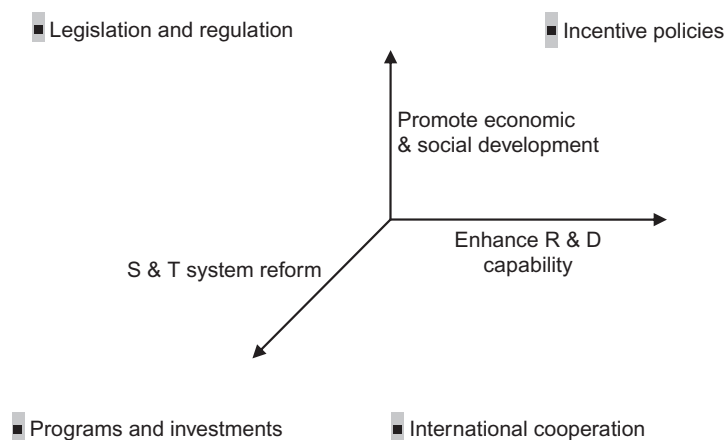 ▪ Legislation and regulation
▪ Incentive policies
Promote economic
& social development
Enhance R & D
capability
S & T system reform
▪ Programs and investments
▪ International cooperation